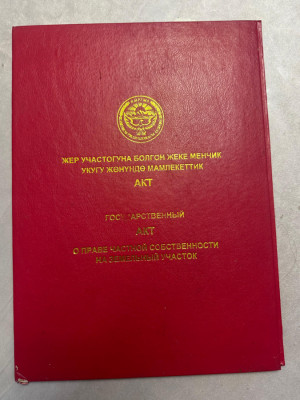 ЖЕР УЧАСТОГУНА БОЛГОН ЖЕКЕ МЕНЧИК
УКУГУ ЖӨНҮНДӨ МАМЛЕКЕТТИК
АКТ
ГОСУДАРСТВЕННЫЙ
АКТ
О ПРАВЕ ЧАСТНОЙ СОБСТВЕННОСТИ
НА ЗЕМЕЛЬНЫЙ УЧАСТОК